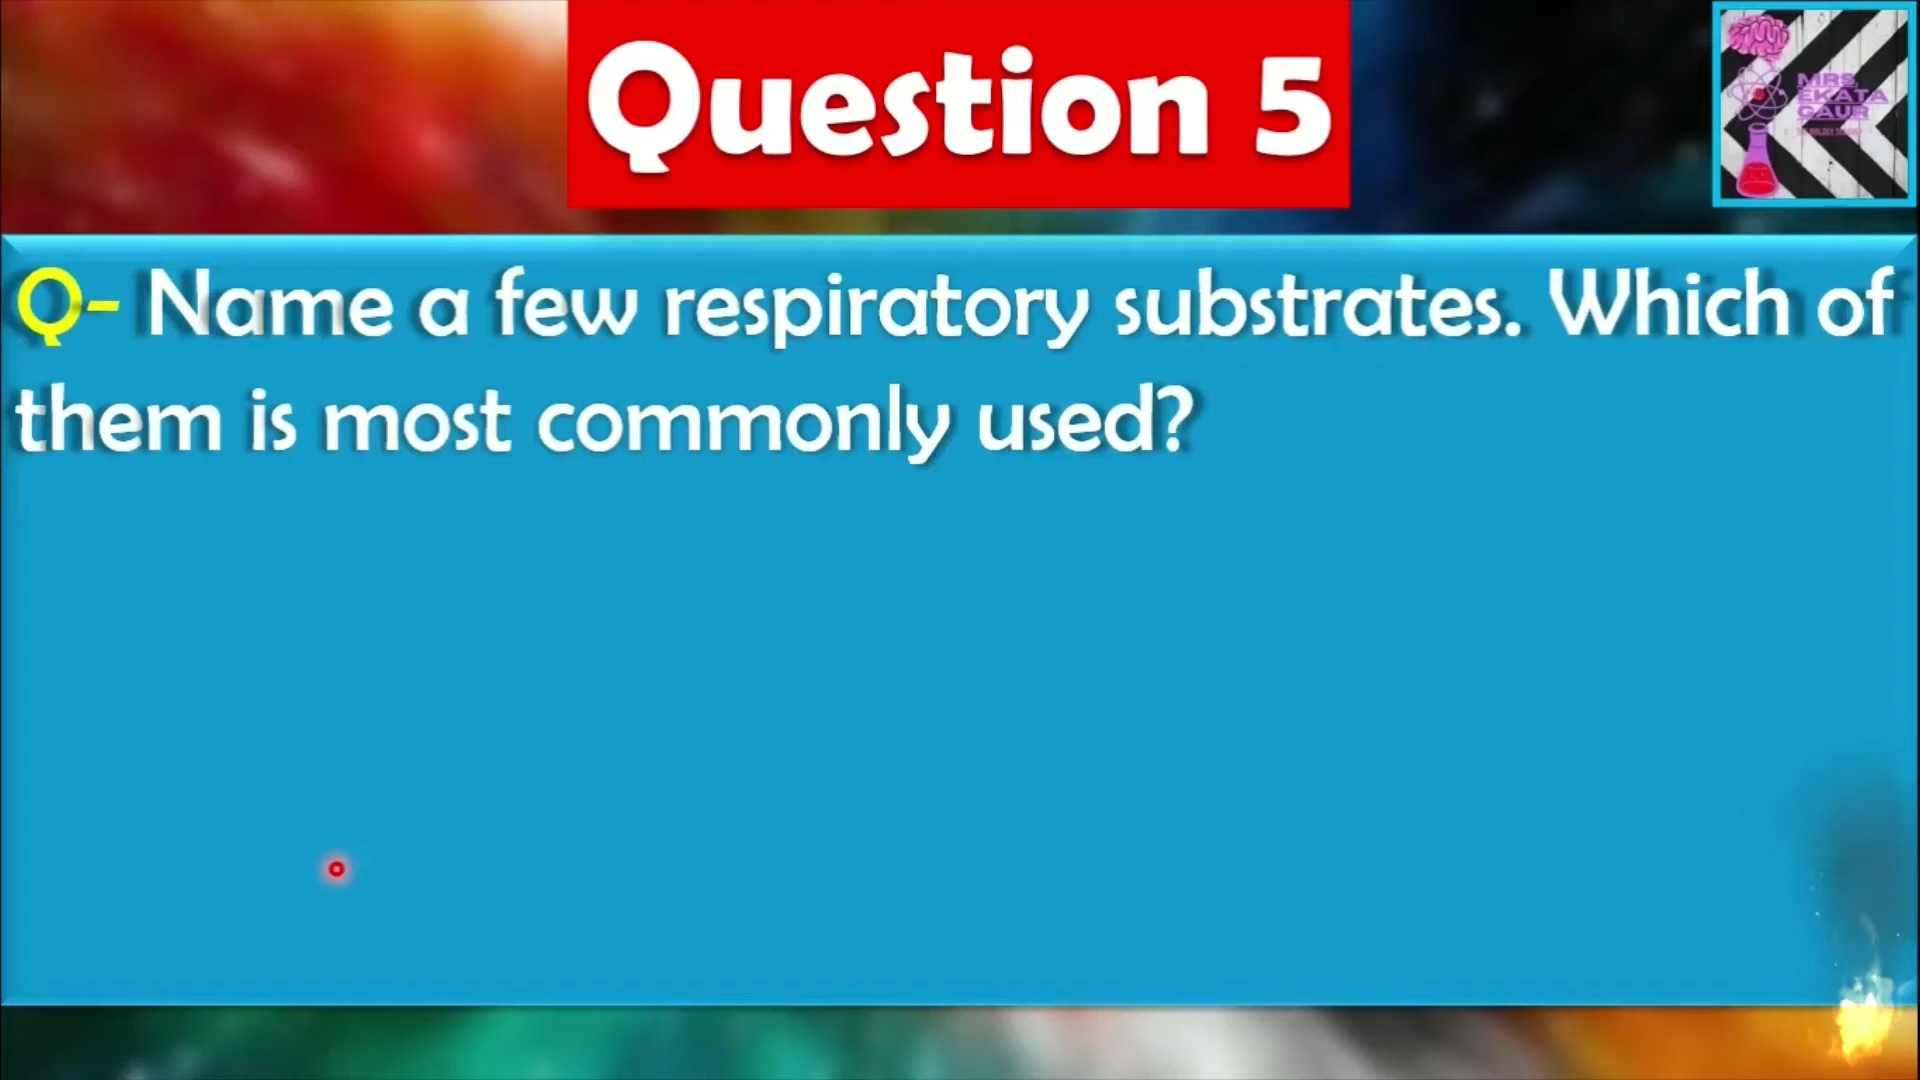 Question 5
MRS.
EKATA
GAUR
Q- Name a few respiratory substrates. Which of
them is most commonly used?